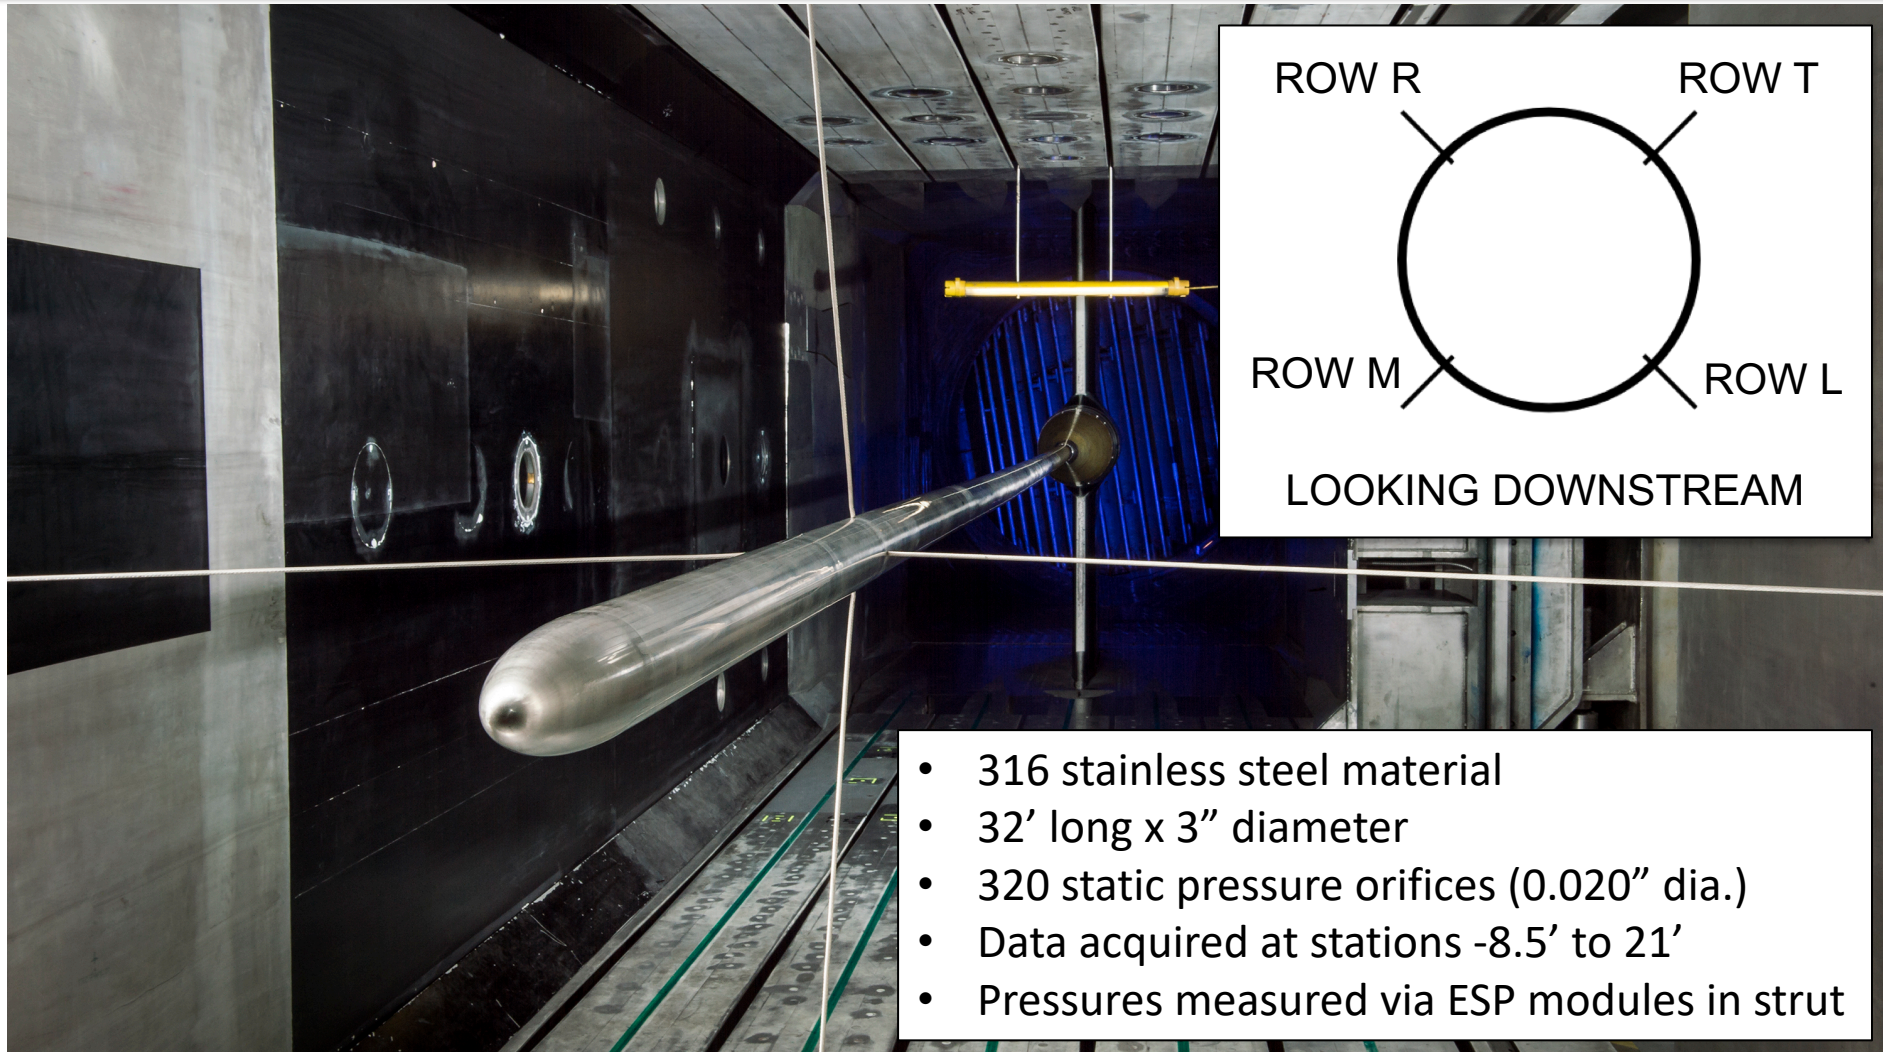 ROW R
ROW T
ROW M
ROW L
LOOKING DOWNSTREAM
• 316 stainless steel material
• 32’ long x 3” diameter
• 320 static pressure orifices (0.020” dia.)
• Data acquired at stations -8.5’ to 21’
• Pressures measured via ESP modules in strut